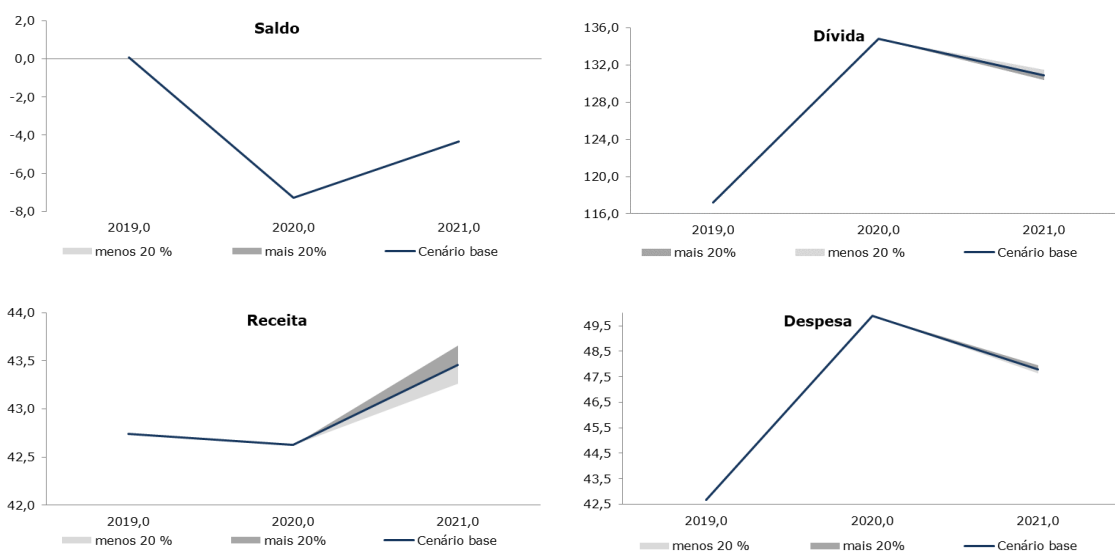 Saldo
2,0
0,0
-2,0
-4,0
-6,0
-8,0
2019,0 2020,0 2021,0
menos 20 % mais 20% Cenário base
Dívida
136,0
132,0
128,0
124,0
120,0
116,0
2019,0 2020,0 2021,0
mais 20% menos 20 % Cenário base
Receita
44,0
43,5
43,0
42,5
42,0
2019,0 2020,0 2021,0
menos 20 % mais 20% Cenário base
Despesa
49,5
48,5
47,5
46,5
45,5
44,5
43,5
42,5
2019,0 2020,0 2021,0
menos 20 % mais 20% Cenário base